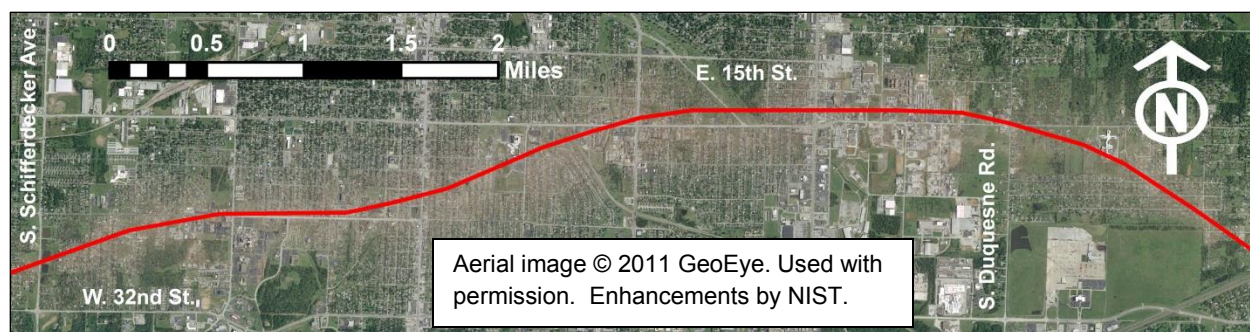 S. Schifferdecker Ave.
0 0.5 1 1.5 2
Miles
E. 15th St.
N
S. Duquesne Rd.
W. 32nd St.,
Aerial image © 2011 GeoEye. Used with
permission. Enhancements by NIST.